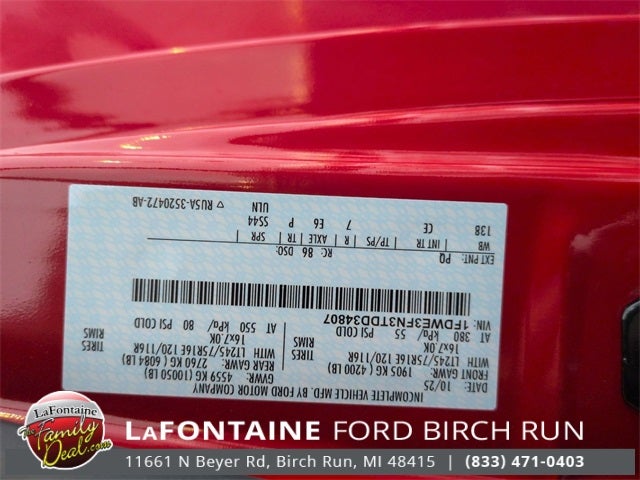 INCOMPLETE VEHICLE MFD. BY FORD MOTOR COMPANY
DATE: 10/25 GVWR: 4559 KG (10050 LB)
FRONT GAWR: 1905 KG (4200 LB) REAR GAWR: 2760 KG (6084 LB)
WITH LT245/75R16E 120/116R TIRES WITH LT245/75R16E 120/116R TIRES
16x7.0K RIMS 16x7.0K RIMS
AT 380 kPa/ 55 PSI COLD AT 550 kPa/ 80 PSI COLD
VIN: 1FDWE3FN3TDD34807
EXT PNT: PQ RC: 86 DSO:
WB INT TR TP/PS R AXLE TR SPR
138 CE 7 E6 P SS44
ULN
▽ RU5A-3520472-AB
LaFontaine
The Family Deal.com
LAFONTAINE FORD BIRCH RUN
11661 N Beyer Rd, Birch Run, MI 48415 | (833) 471-0403